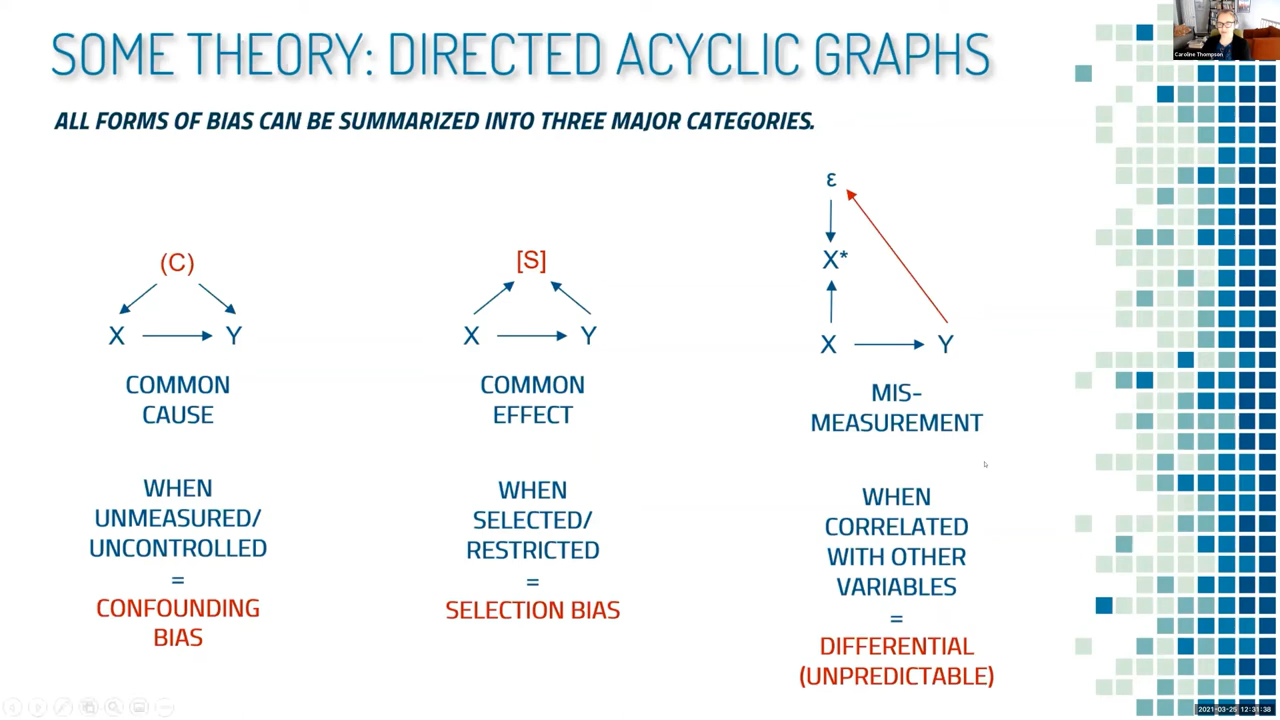 SOME THEORY: DIRECTED ACYCLIC GRAPHS
ALL FORMS OF BIAS CAN BE SUMMARIZED INTO THREE MAJOR CATEGORIES.
(C)
X
Y
COMMON
CAUSE
WHEN
UNMEASURED/
UNCONTROLLED
=
CONFOUNDING
BIAS
[S]
X
Y
COMMON
EFFECT
WHEN
SELECTED/
RESTRICTED
=
SELECTION BIAS
ε
X*
X
Y
MIS-
MEASUREMENT
WHEN
CORRELATED
WITH OTHER
VARIABLES
=
DIFFERENTIAL
(UNPREDICTABLE)
Caroline Thompson
2021-03-25 12:31:38